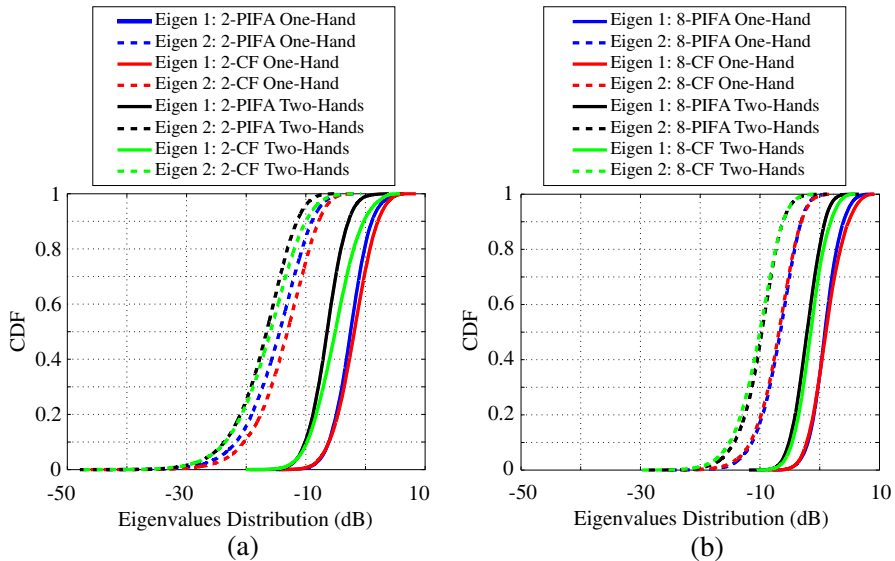 Eigen 1: 2-PIFA One-Hand
Eigen 2: 2-PIFA One-Hand
Eigen 1: 2-CF One-Hand
Eigen 2: 2-CF One-Hand
Eigen 1: 2-PIFA Two-Hands
Eigen 2: 2-PIFA Two-Hands
Eigen 1: 2-CF Two-Hands
Eigen 2: 2-CF Two-Hands
1
0.8
0.6
0.4
0.2
0
CDF
-50 -30 -10 10
Eigenvalues Distribution (dB)
(a)
Eigen 1: 8-PIFA One-Hand
Eigen 2: 8-PIFA One-Hand
Eigen 1: 8-CF One-Hand
Eigen 2: 8-CF One-Hand
Eigen 1: 8-PIFA Two-Hands
Eigen 2: 8-PIFA Two-Hands
Eigen 1: 8-CF Two-Hands
Eigen 2: 8-CF Two-Hands
1
0.8
0.6
0.4
0.2
0
CDF
-50 -30 -10 10
Eigenvalues Distribution (dB)
(b)